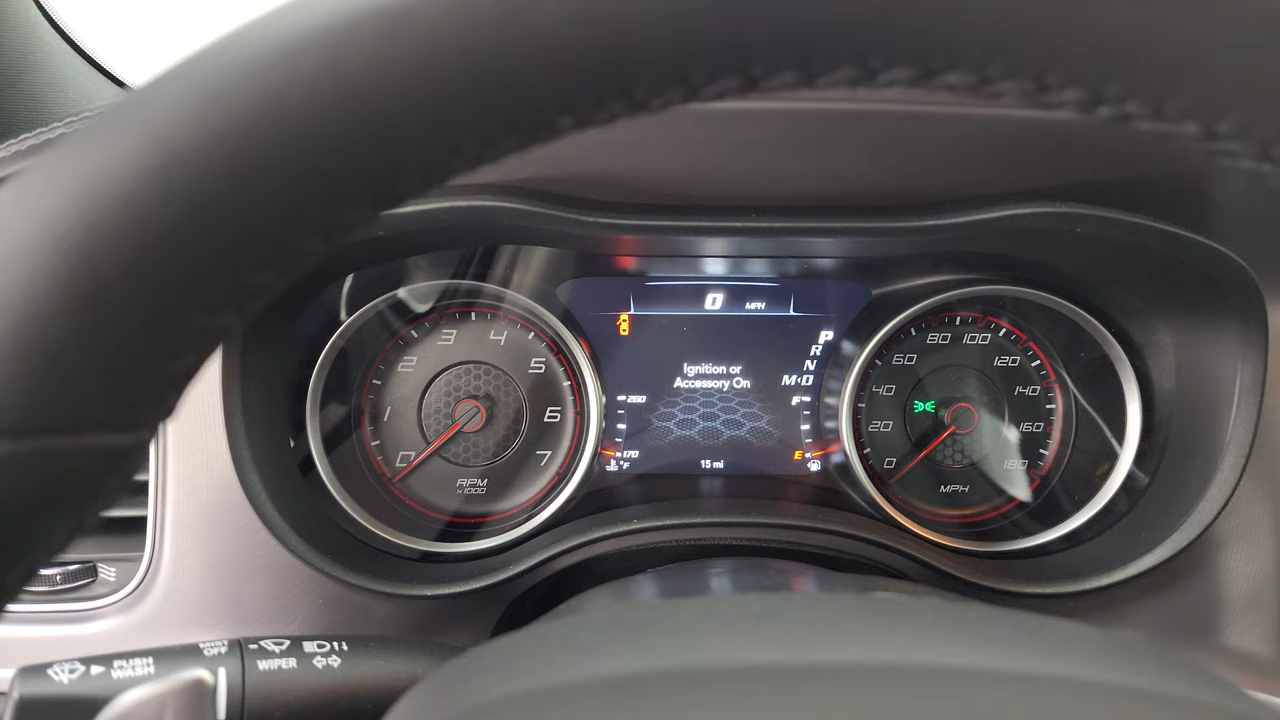 0 MPH
Ignition or
Accessory On
P
R
N
M D
260
170
°F
15 mi
F
E
0
1
2
3
4
5
6
7
RPM
x1000
0
20
40
60
80
100
120
140
160
180
MPH
PUSH
WASH
MIST
OFF
WIPER